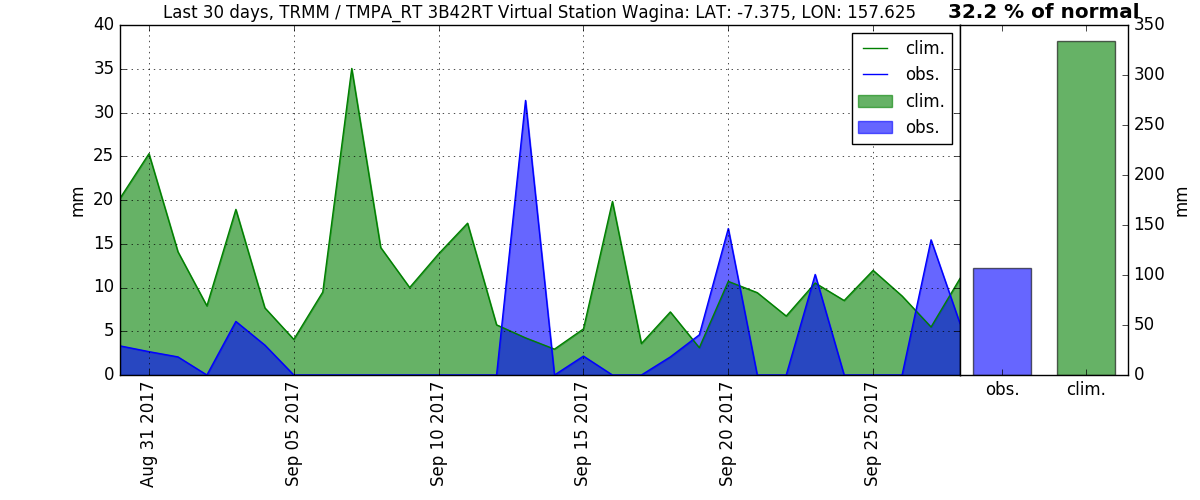 Last 30 days, TRMM / TMPA_RT 3B42RT Virtual Station Wagina: LAT: -7.375, LON: 157.625
32.2 % of normal
40
35
30
25
20
15
10
5
0
mm
clim.
obs.
clim.
obs.
350
300
250
200
150
100
50
0
mm
Aug 31 2017
Sep 05 2017
Sep 10 2017
Sep 15 2017
Sep 20 2017
Sep 25 2017
obs.
clim.